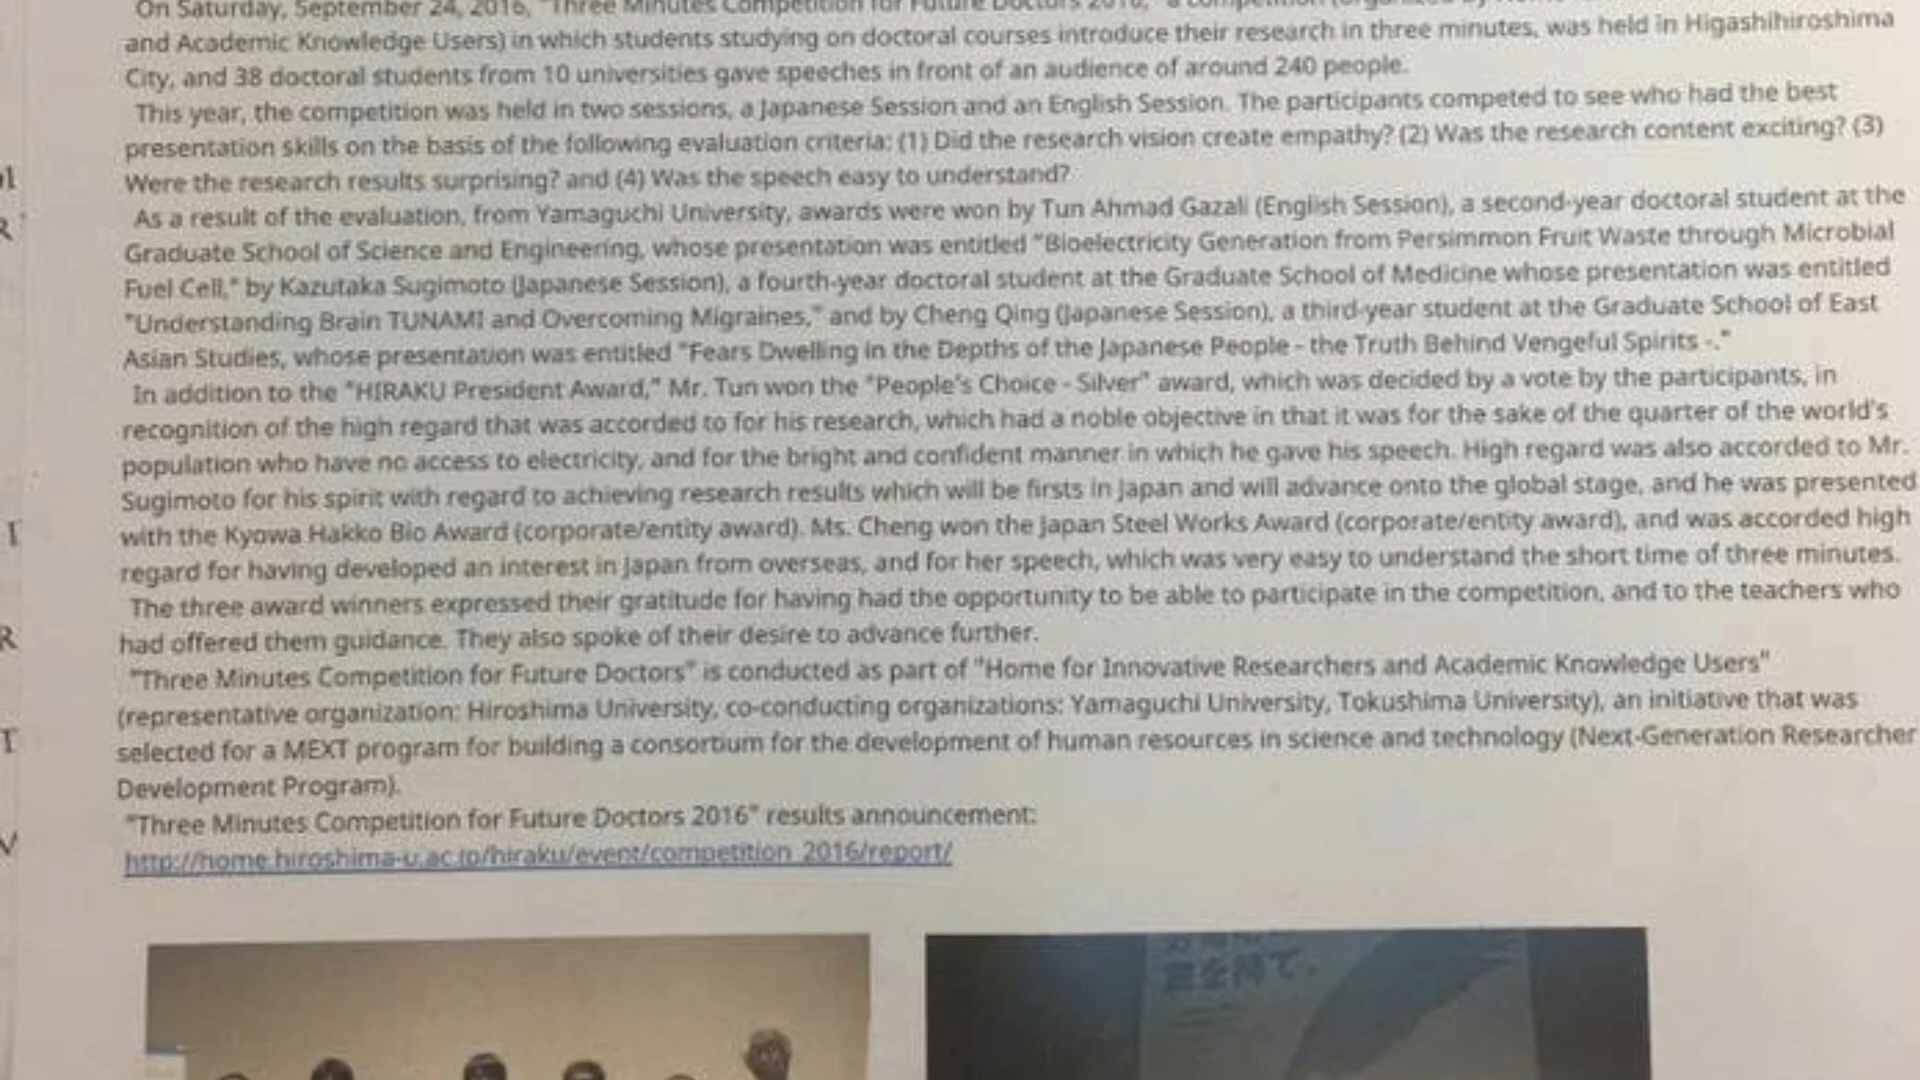 On Saturday, September 24, 2016, "Three Minutes Competition for Future Doctors 2016," a competition (organized by Home
and Academic Knowledge Users) in which students studying on doctoral courses introduce their research in three minutes, was held in Higashihiroshima
City, and 38 doctoral students from 10 universities gave speeches in front of an audience of around 240 people.
This year, the competition was held in two sessions, a Japanese Session and an English Session. The participants competed to see who had the best
presentation skills on the basis of the following evaluation criteria: (1) Did the research vision create empathy? (2) Was the research content exciting? (3)
Were the research results surprising? and (4) Was the speech easy to understand?
As a result of the evaluation, from Yamaguchi University, awards were won by Tun Ahmad Gazali (English Session), a second-year doctoral student at the
Graduate School of Science and Engineering, whose presentation was entitled "Bioelectricity Generation from Persimmon Fruit Waste through Microbial
Fuel Cell," by Kazutaka Sugimoto (Japanese Session), a fourth-year doctoral student at the Graduate School of Medicine whose presentation was entitled
"Understanding Brain TUNAMI and Overcoming Migraines," and by Cheng Qing (Japanese Session), a third-year student at the Graduate School of East
Asian Studies, whose presentation was entitled "Fears Dwelling in the Depths of the Japanese People - the Truth Behind Vengeful Spirits -."
In addition to the "HIRAKU President Award," Mr. Tun won the "People's Choice - Silver" award, which was decided by a vote by the participants, in
recognition of the high regard that was accorded to for his research, which had a noble objective in that it was for the sake of the quarter of the world's
population who have no access to electricity, and for the bright and confident manner in which he gave his speech. High regard was also accorded to Mr.
Sugimoto for his spirit with regard to achieving research results which will be firsts in Japan and will advance onto the global stage, and he was presented
with the Kyowa Hakko Bio Award (corporate/entity award). Ms. Cheng won the Japan Steel Works Award (corporate/entity award), and was accorded high
regard for having developed an interest in Japan from overseas, and for her speech, which was very easy to understand the short time of three minutes.
The three award winners expressed their gratitude for having had the opportunity to be able to participate in the competition, and to the teachers who
had offered them guidance. They also spoke of their desire to advance further.
"Three Minutes Competition for Future Doctors" is conducted as part of "Home for Innovative Researchers and Academic Knowledge Users"
(representative organization: Hiroshima University, co-conducting organizations: Yamaguchi University, Tokushima University), an initiative that was
selected for a MEXT program for building a consortium for the development of human resources in science and technology (Next-Generation Researcher
Development Program).
"Three Minutes Competition for Future Doctors 2016" results announcement:
http://home.hiroshima-u.ac.jp/hiraku/event/competition_2016/report/
を持て。